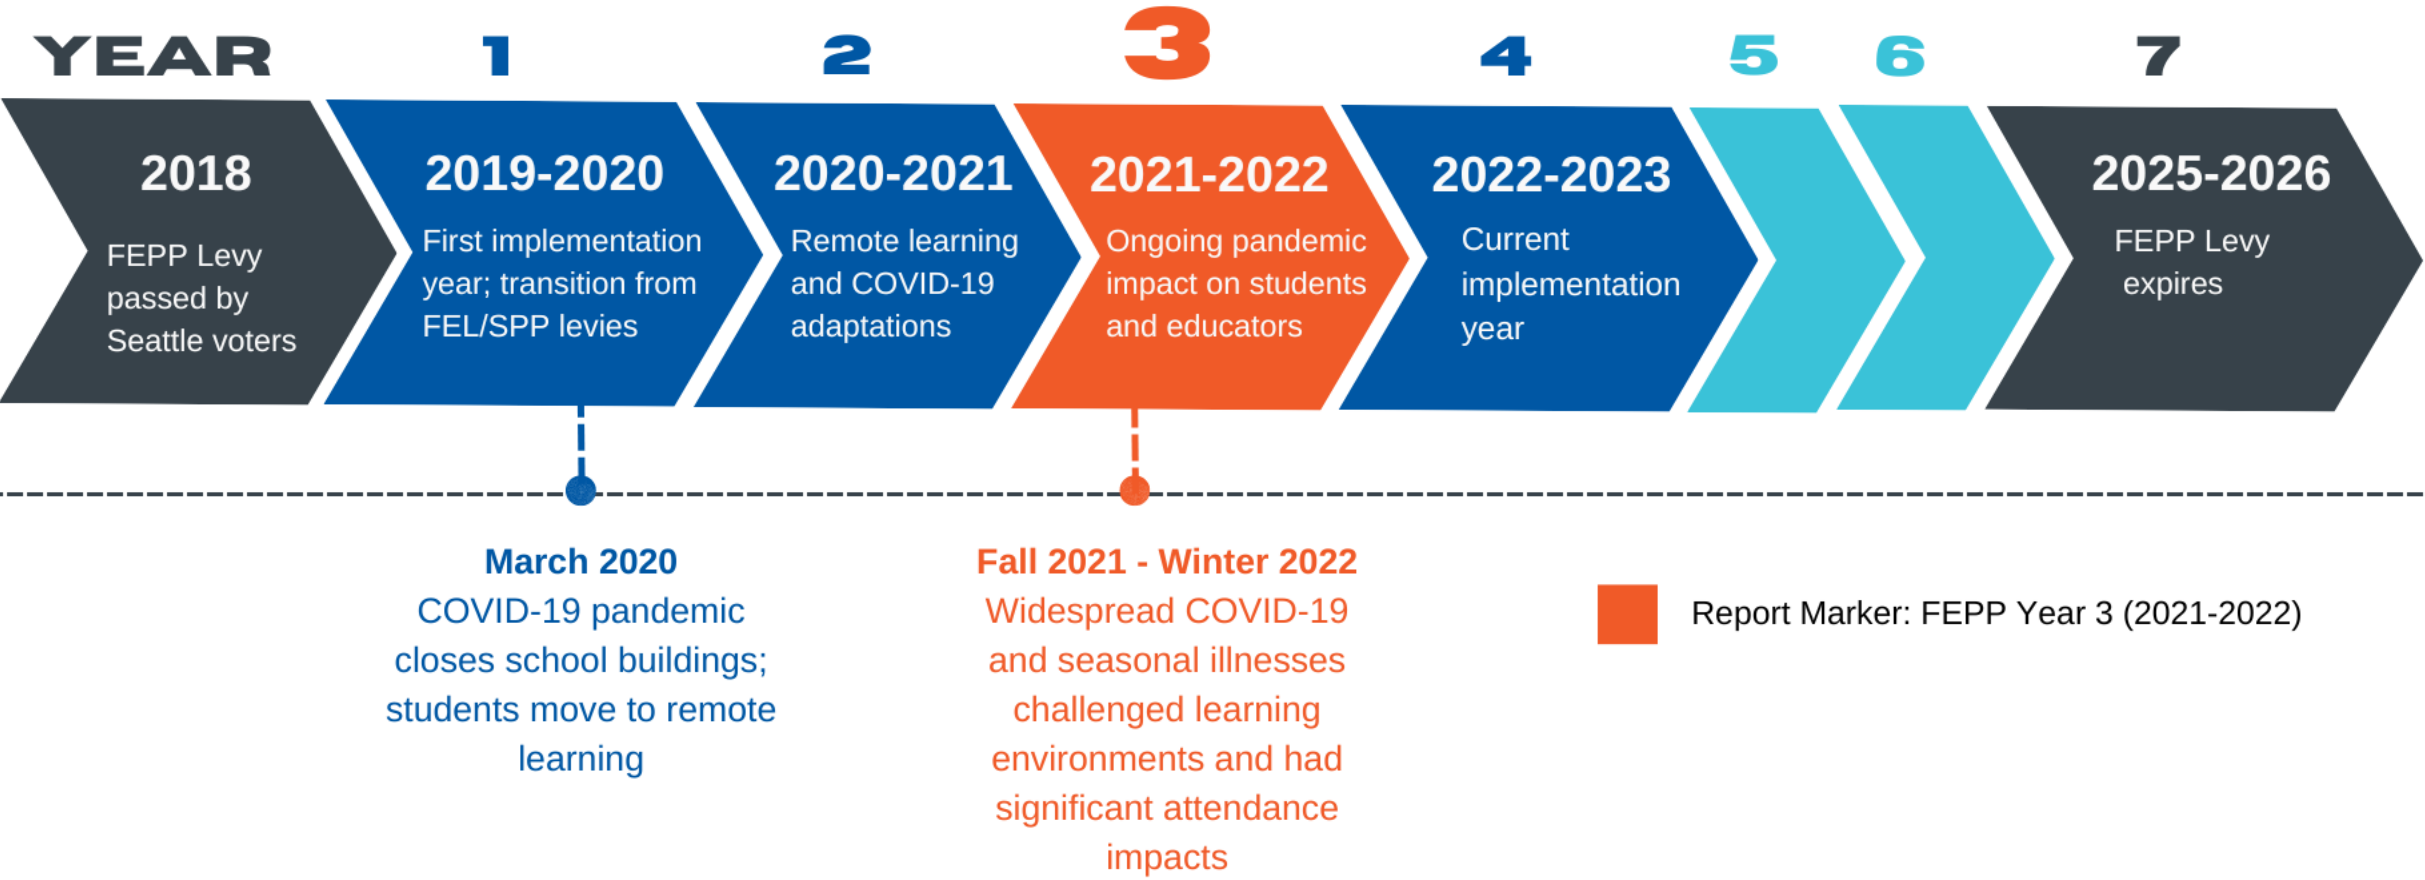 YEAR 1 2 3 4 5 6 7
2018
FEPP Levy
passed by
Seattle voters
2019-2020
First implementation
year; transition from
FEL/SPP levies
2020-2021
Remote learning
and COVID-19
adaptations
2021-2022
Ongoing pandemic
impact on students
and educators
2022-2023
Current
implementation
year
2025-2026
FEPP Levy
expires
March 2020
COVID-19 pandemic
closes school buildings;
students move to remote
learning
Fall 2021 - Winter 2022
Widespread COVID-19
and seasonal illnesses
challenged learning
environments and had
significant attendance
impacts
Report Marker: FEPP Year 3 (2021-2022)